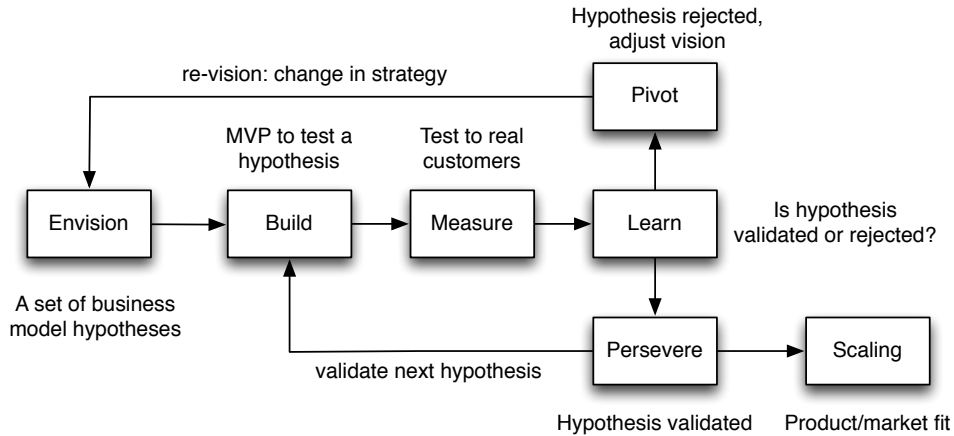 Hypothesis rejected,
adjust vision
re-vision: change in strategy
Pivot
MVP to test a
hypothesis
Test to real
customers
Envision
Build
Measure
Learn
Is hypothesis
validated or rejected?
A set of business
model hypotheses
Persevere
Scaling
validate next hypothesis
Hypothesis validated
Product/market fit